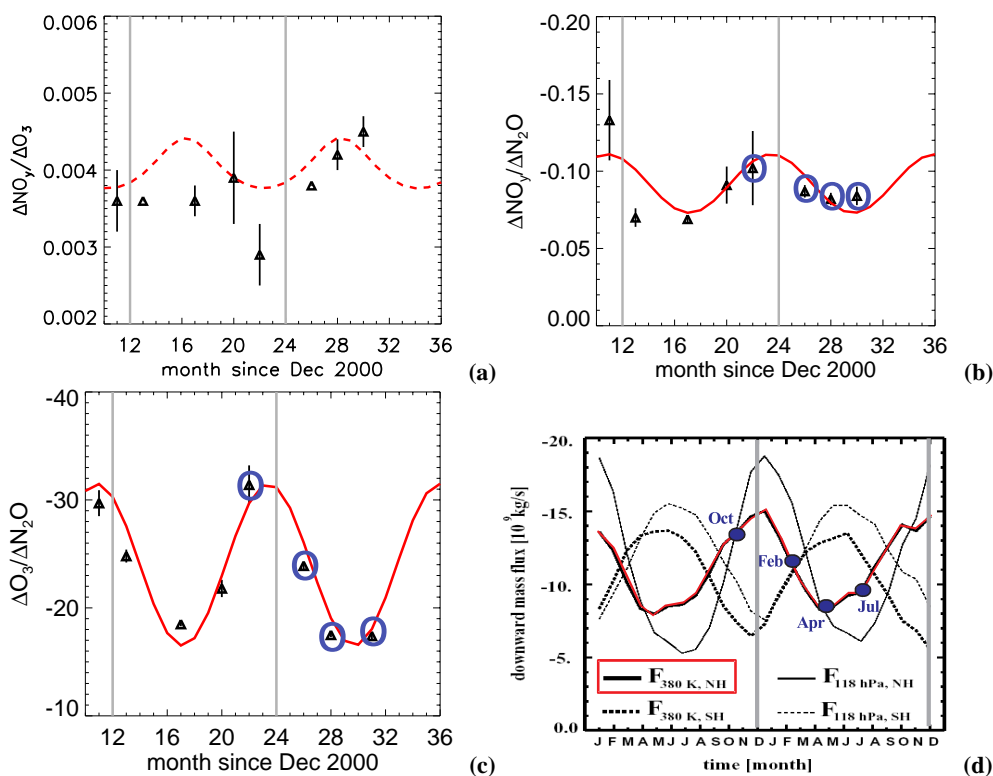 0.006
0.005
0.004
0.003
0.002
ΔNOy/ΔO3
12 16 20 24 28 32 36
month since Dec 2000
(a)
-0.20
-0.15
-0.10
-0.05
0.00
ΔNOy/ΔN2O
12 16 20 24 28 32 36
month since Dec 2000
(b)
-40
-30
-20
-10
ΔO3/ΔN2O
12 16 20 24 28 32 36
month since Dec 2000
(c)
-20.
-15.
-10.
-5.
0.0
downward mass flux [10^9 kg/s]
Oct
Feb
Apr
Jul
F380 K, NH
F118 hPa, NH
F380 K, SH
F118 hPa, SH
J F M A M J J A S O N D J F M A M J J A S O N D
time [month]
(d)